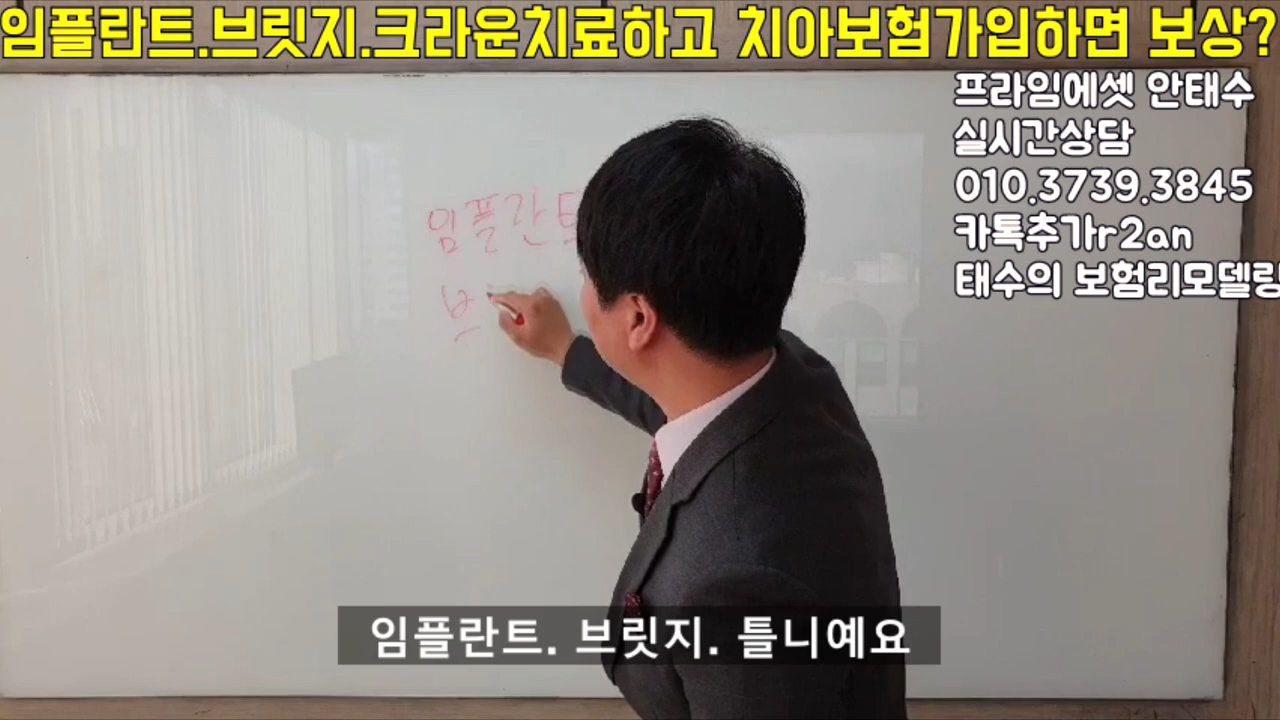 임플란트.브릿지.크라운치료하고 치아보험가입하면 보상?
프라임에셋 안태수
실시간상담
010.3739.3845
카톡추가r2an
태수의 보험리모델링
임플란트
브
임플란트. 브릿지. 틀니예요